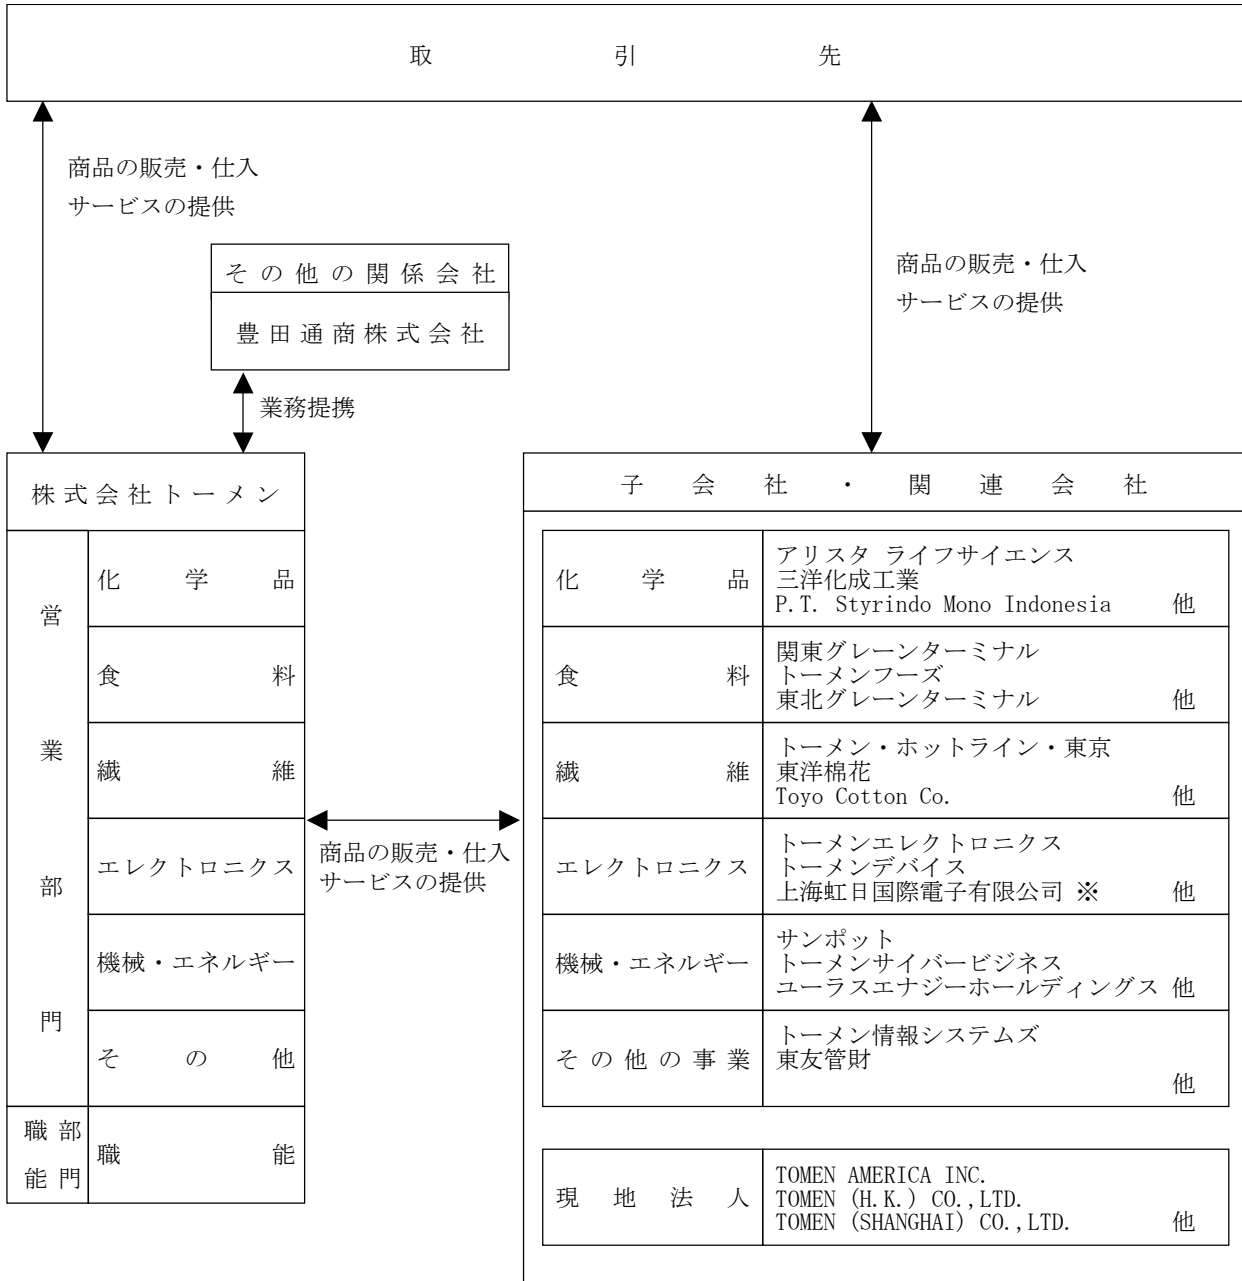 取引先
商品の販売・仕入
サービスの提供
その他の関係会社
豊田通商株式会社
業務提携
商品の販売・仕入
サービスの提供
株式会社トーメン
営業部門
化学品
食料
繊維
エレクトロニクス
機械・エネルギー
その他
職能部門
職能
商品の販売・仕入
サービスの提供
子会社・関連会社
化学品
アリスタ ライフサイエンス
三洋化成工業
P.T. Styrindo Mono Indonesia 他
食料
関東グレーンターミナル
トーメンフーズ
東北グレーンターミナル 他
繊維
トーメン・ホットライン・東京
東洋棉花
Toyo Cotton Co. 他
エレクトロニクス
トーメンエレクトロニクス
トーメンデバイス
上海虹日国際電子有限公司 ※ 他
機械・エネルギー
サンポット
トーメンサイバービジネス
ユーラスエナジーホールディングス 他
その他の事業
トーメン情報システムズ
東友管財
他
現地法人
TOMEN AMERICA INC.
TOMEN (H.K.) CO.,LTD.
TOMEN (SHANGHAI) CO.,LTD. 他